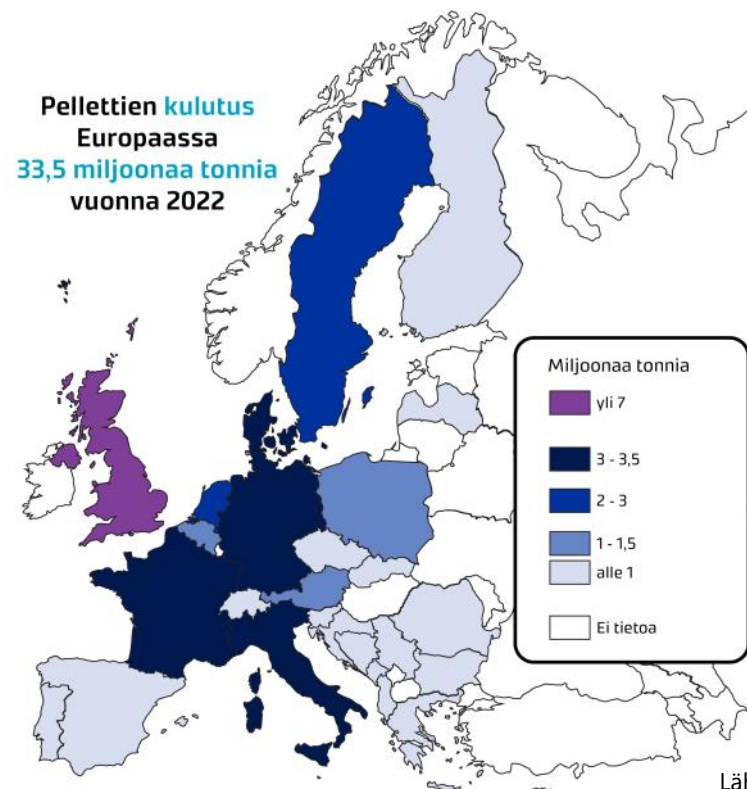 Pellettien kulutus
Europaassa
33,5 miljoonaa tonnia
vuonna 2022
Miljoonaa tonnia
yli 7
3 - 3,5
2 - 3
1 - 1,5
alle 1
Ei tietoa